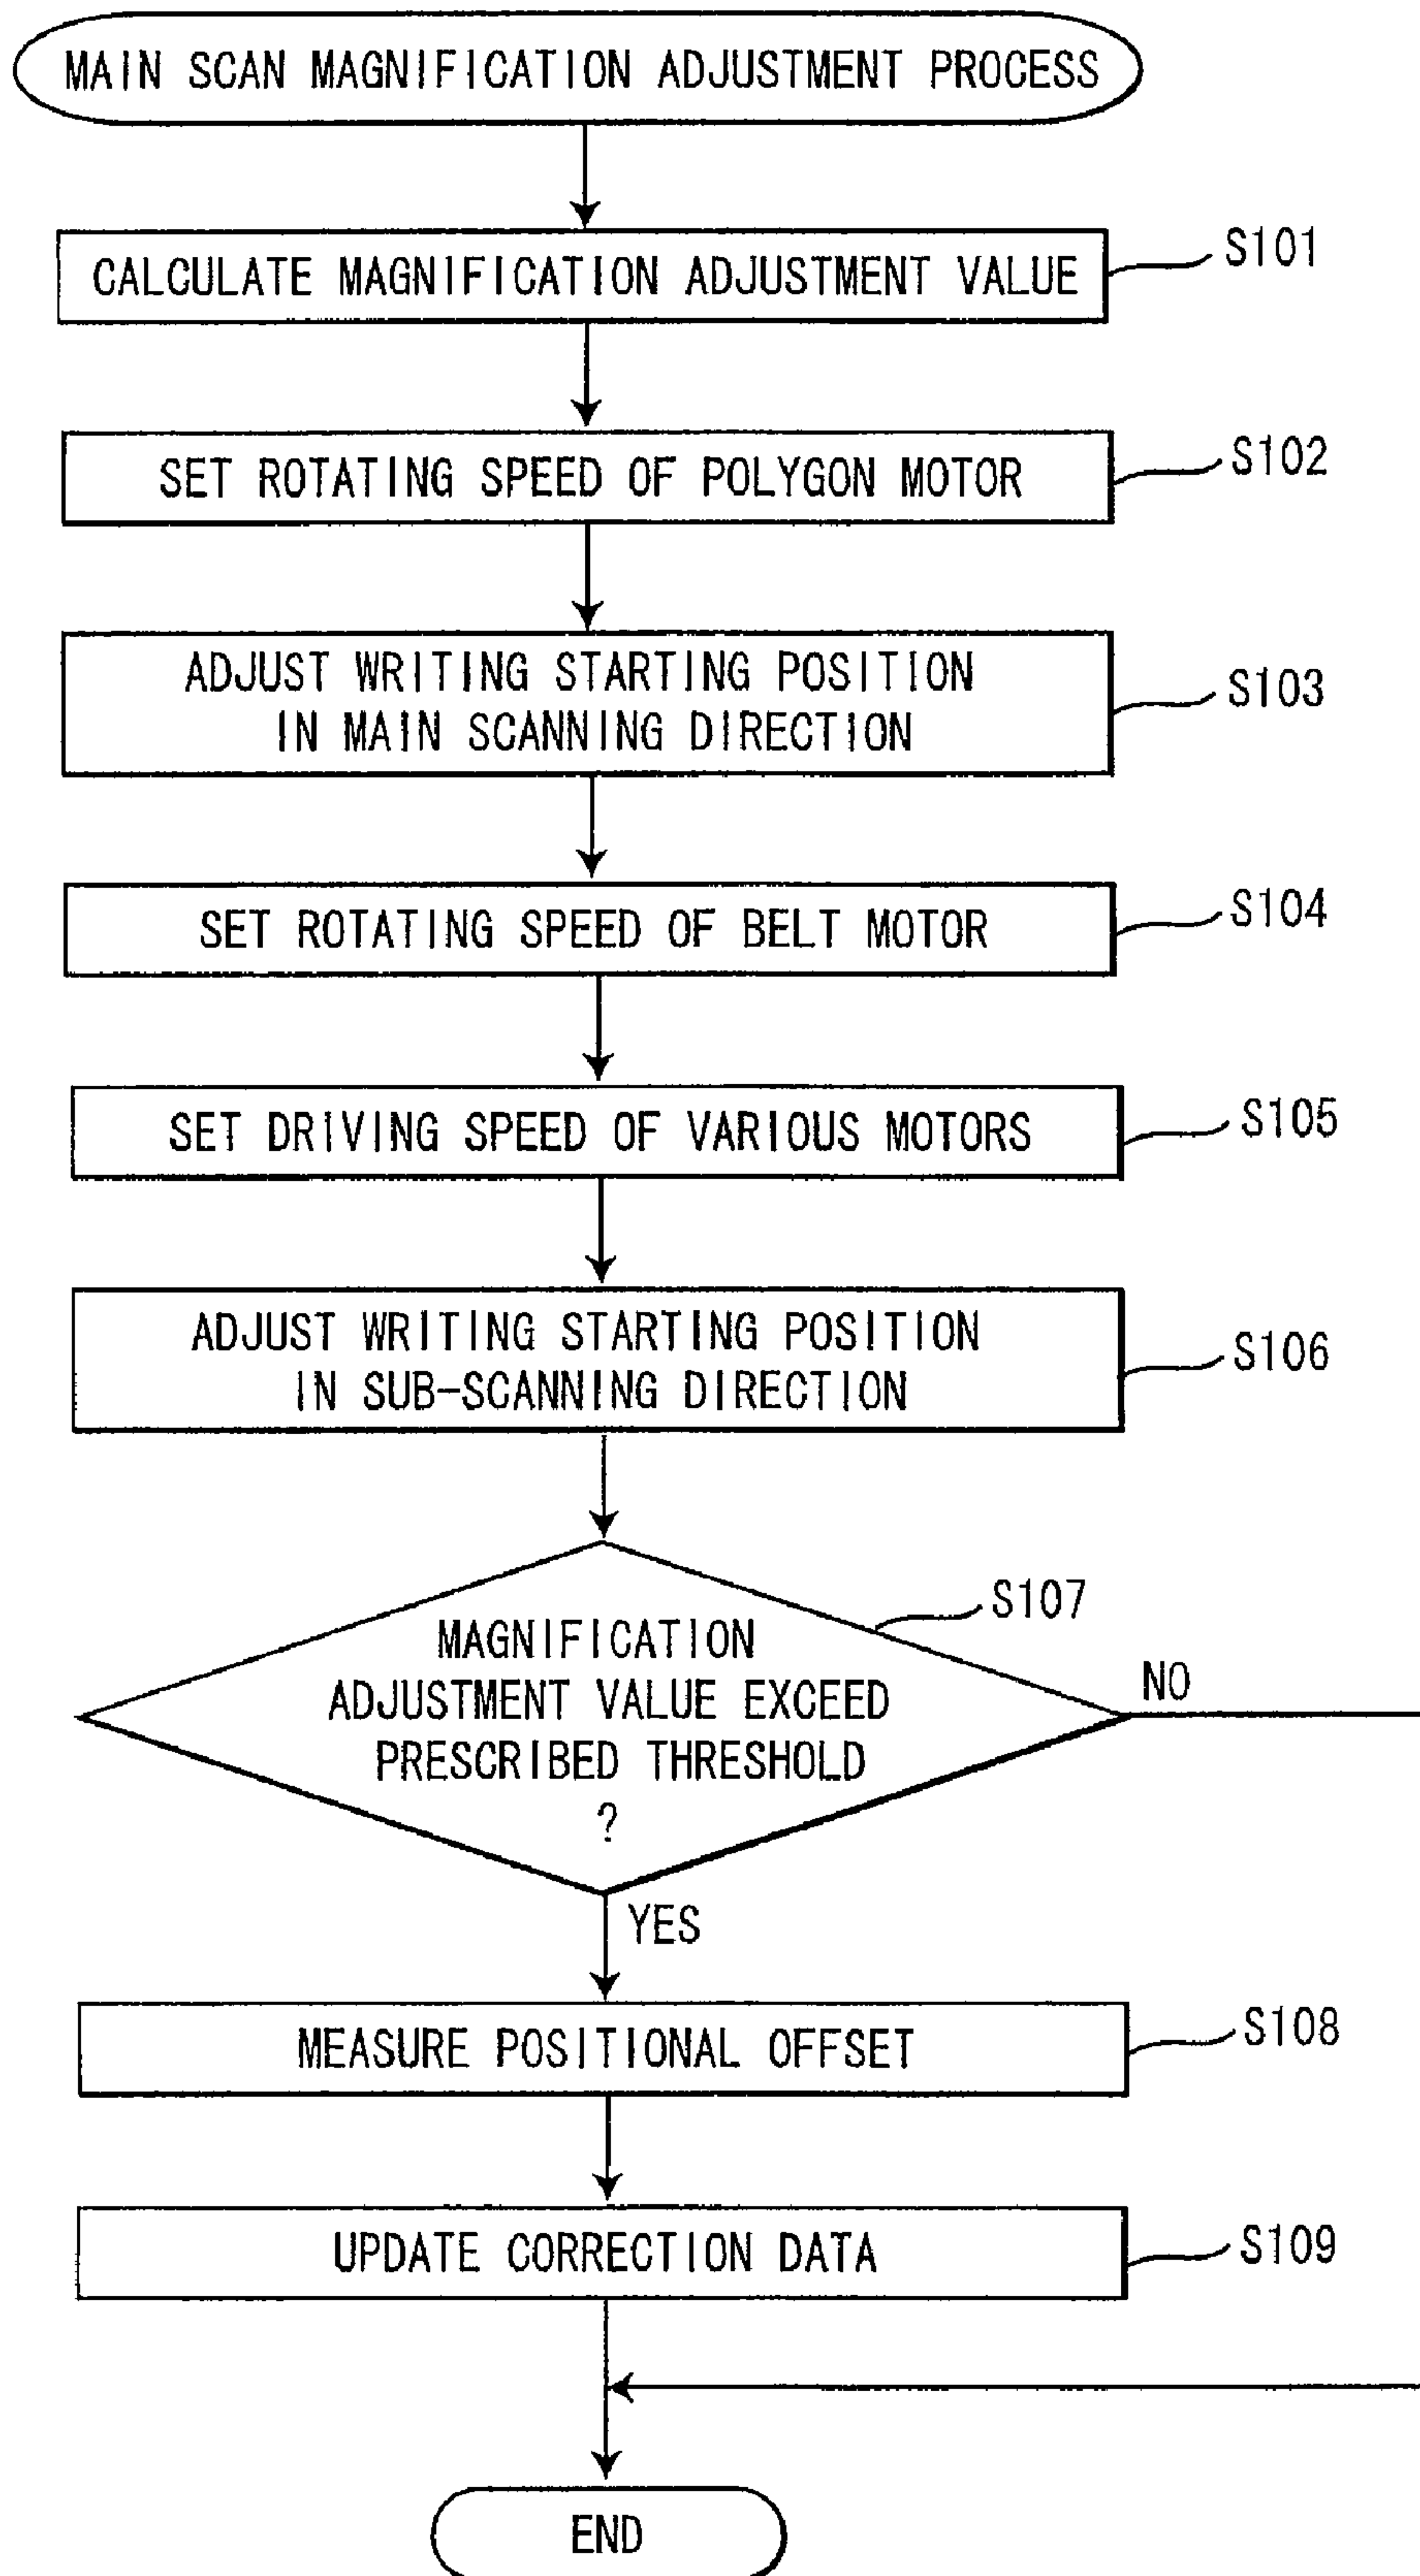 MAIN SCAN MAGNIFICATION ADJUSTMENT PROCESS
CALCULATE MAGNIFICATION ADJUSTMENT VALUE
S101
SET ROTATING SPEED OF POLYGON MOTOR
S102
ADJUST WRITING STARTING POSITION
IN MAIN SCANNING DIRECTION
S103
SET ROTATING SPEED OF BELT MOTOR
S104
SET DRIVING SPEED OF VARIOUS MOTORS
S105
ADJUST WRITING STARTING POSITION
IN SUB-SCANNING DIRECTION
S106
S107
MAGNIFICATION
ADJUSTMENT VALUE EXCEED
PRESCRIBED THRESHOLD
?
NO
YES
MEASURE POSITIONAL OFFSET
S108
UPDATE CORRECTION DATA
S109
END